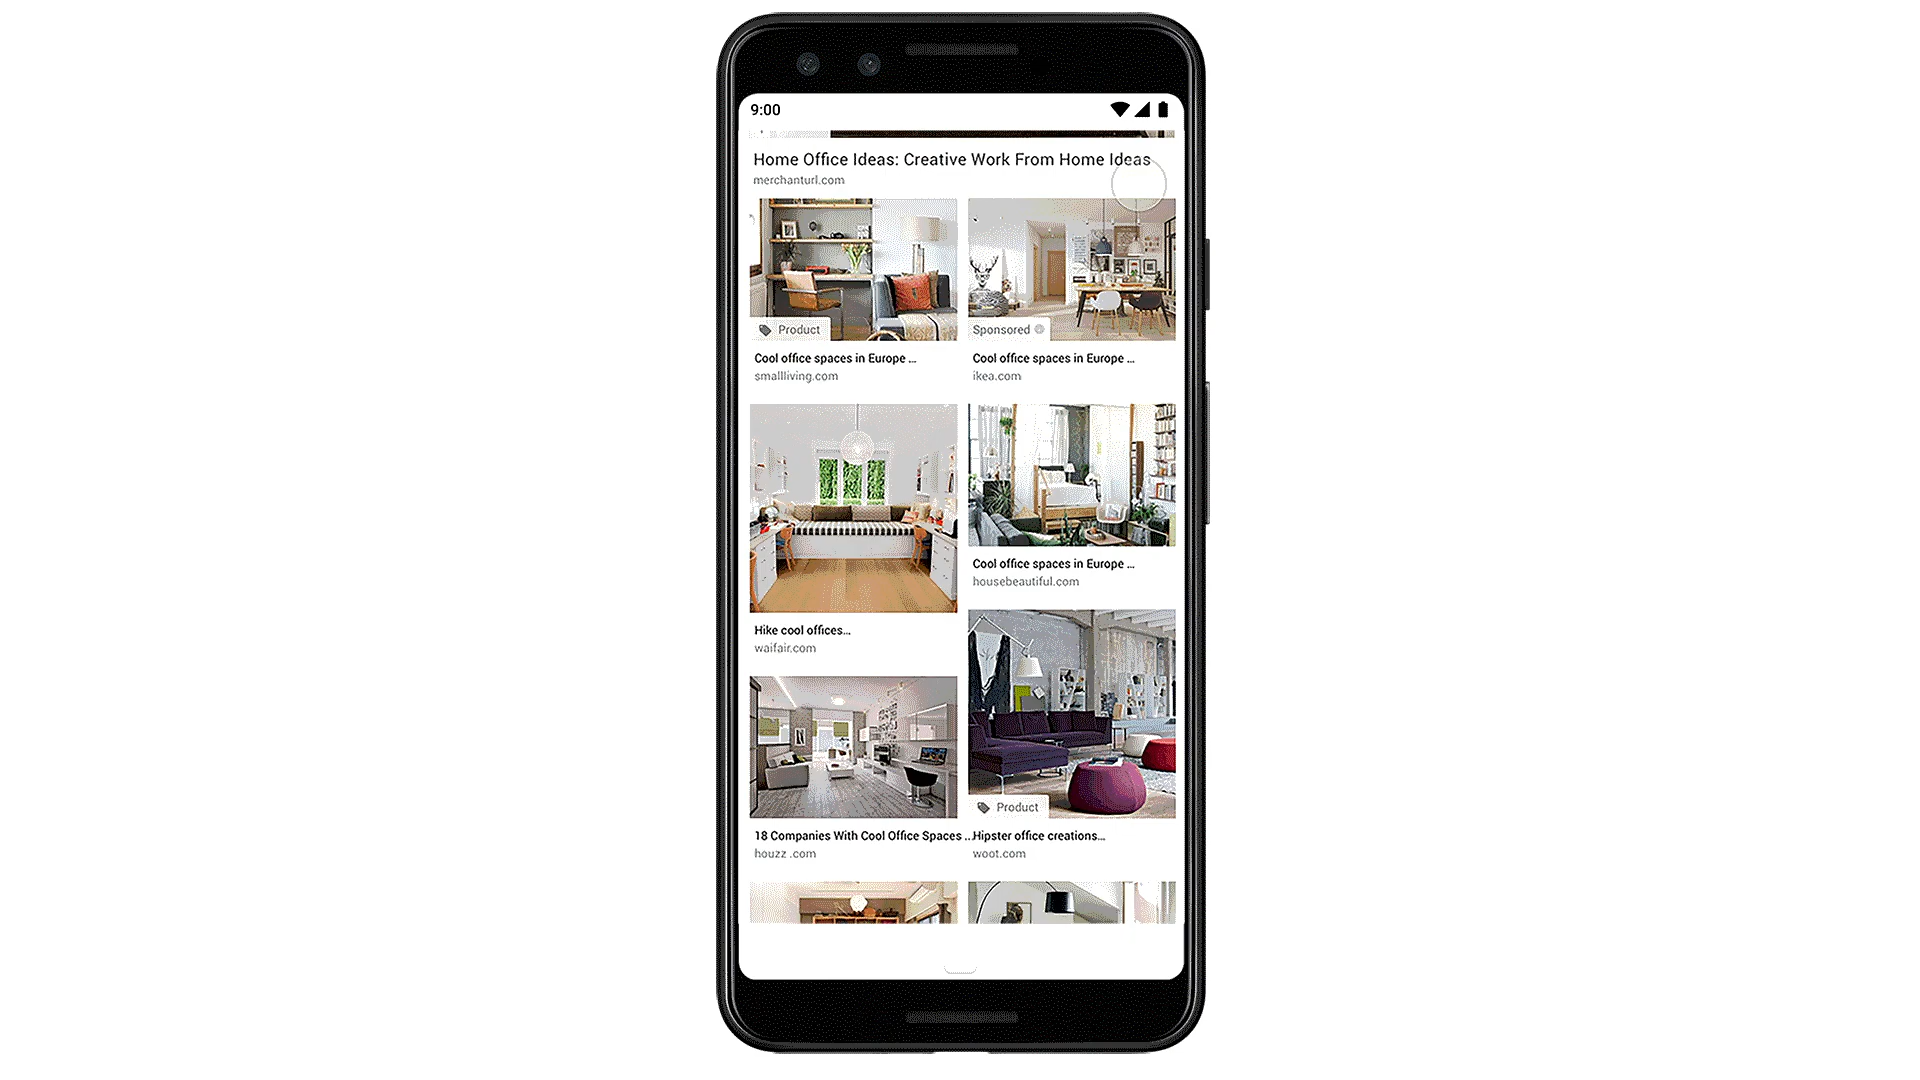 9:00
Home Office Ideas: Creative Work From Home Ideas
merchanturl.com
Product
Cool office spaces in Europe ...
smallliving.com
Sponsored
Cool office spaces in Europe ...
ikea.com
Hike cool offices...
waifair.com
Cool office spaces in Europe ...
housebeautiful.com
18 Companies With Cool Office Spaces ...
houzz .com
Product
Hipster office creations...
woot.com